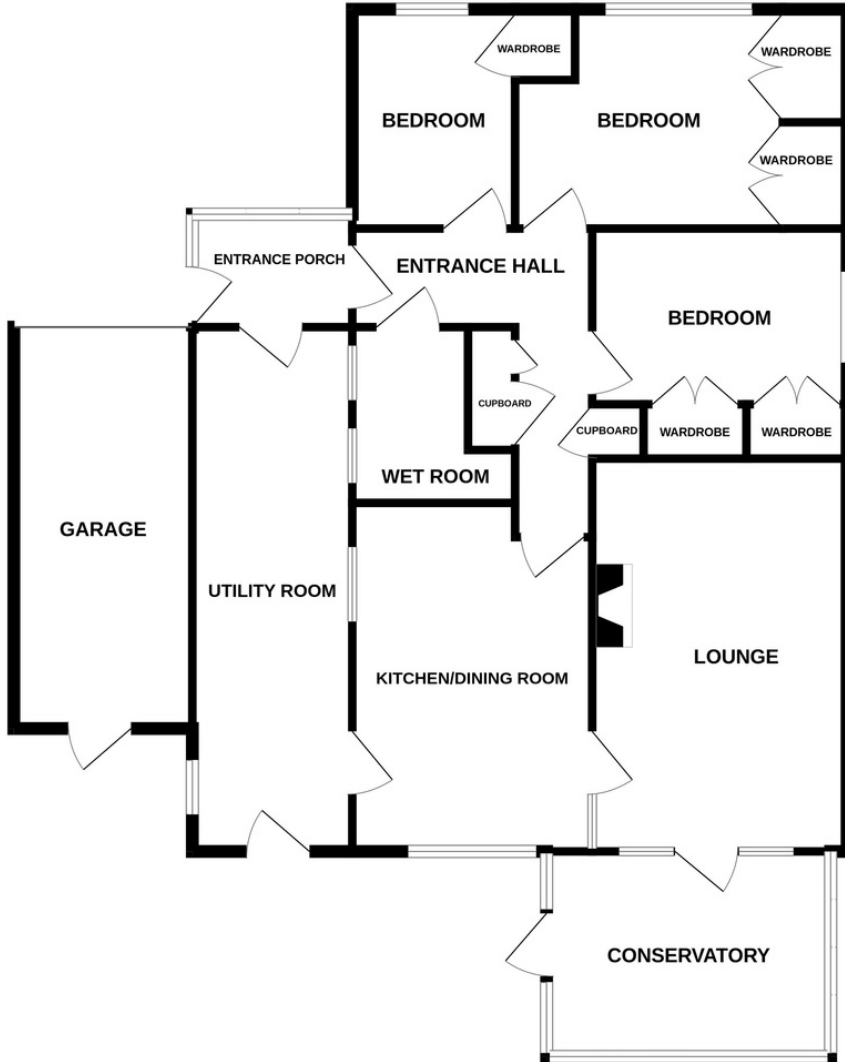 WARDROBE
WARDROBE
BEDROOM
BEDROOM
WARDROBE
ENTRANCE PORCH
ENTRANCE HALL
BEDROOM
CUPBOARD
CUPBOARD
WARDROBE
WARDROBE
WET ROOM
GARAGE
UTILITY ROOM
LOUNGE
KITCHEN/DINING ROOM
CONSERVATORY